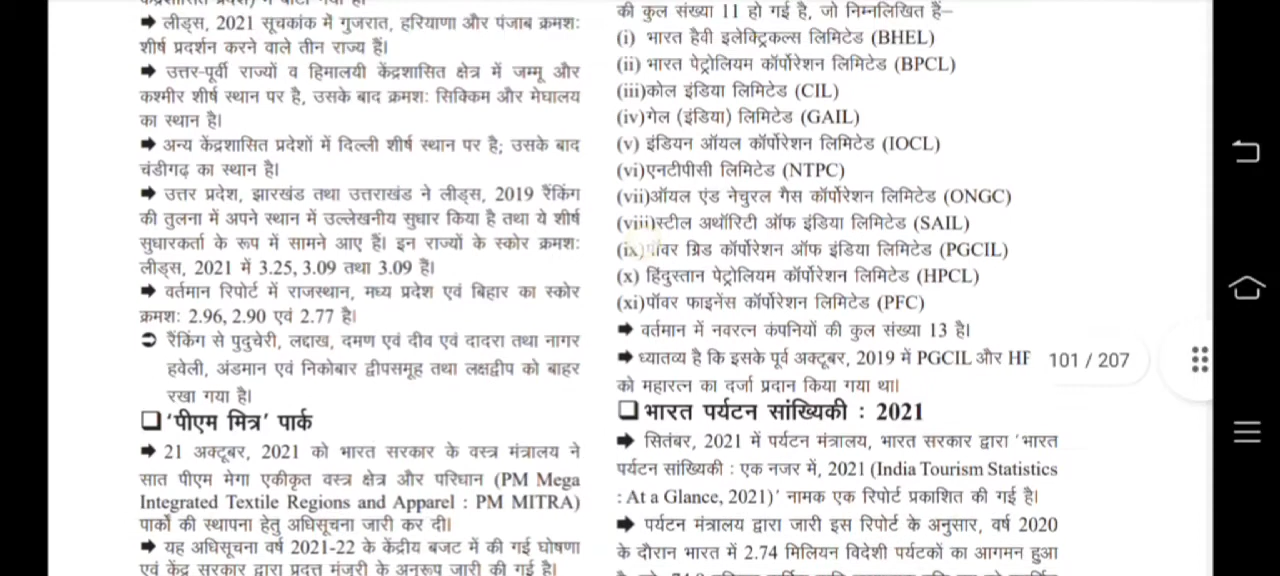 ➡ लीड्स, 2021 सूचकांक में गुजरात, हरियाणा और पंजाब क्रमशः
शीर्ष प्रदर्शन करने वाले तीन राज्य हैं।
➡ उत्तर-पूर्वी राज्यों व हिमालयी केंद्रशासित क्षेत्र में जम्मू और
कश्मीर शीर्ष स्थान पर है, उसके बाद क्रमशः सिक्किम और मेघालय
का स्थान है।
➡ अन्य केंद्रशासित प्रदेशों में दिल्ली शीर्ष स्थान पर है; उसके बाद
चंडीगढ़ का स्थान है।
➡ उत्तर प्रदेश, झारखंड तथा उत्तराखंड ने लीड्स, 2019 रैंकिंग
की तुलना में अपने स्थान में उल्लेखनीय सुधार किया है तथा ये शीर्ष
सुधारकर्ता के रूप में सामने आए हैं। इन राज्यों के स्कोर क्रमशः
लीड्स, 2021 में 3.25, 3.09 तथा 3.09 हैं।
➡ वर्तमान रिपोर्ट में राजस्थान, मध्य प्रदेश एवं बिहार का स्कोर
क्रमशः 2.96, 2.90 एवं 2.77 है।
➲ रैंकिंग से पुदुचेरी, लद्दाख, दमण एवं दीव एवं दादरा तथा नागर
हवेली, अंडमान एवं निकोबार द्वीपसमूह तथा लक्षद्वीप को बाहर
रखा गया है।
❑ 'पीएम मित्र' पार्क
➡ 21 अक्टूबर, 2021 को भारत सरकार के वस्त्र मंत्रालय ने
सात पीएम मेगा एकीकृत वस्त्र क्षेत्र और परिधान (PM Mega
Integrated Textile Regions and Apparel : PM MITRA)
पार्कों की स्थापना हेतु अधिसूचना जारी कर दी।
➡ यह अधिसूचना वर्ष 2021-22 के केंद्रीय बजट में की गई घोषणा
एवं केंद्र सरकार द्वारा प्रदत्त मंजूरी के अनुरूप जारी की गई है।
की कुल संख्या 11 हो गई है, जो निम्नलिखित हैं–
(i) भारत हैवी इलेक्ट्रिकल्स लिमिटेड (BHEL)
(ii) भारत पेट्रोलियम कॉर्पोरेशन लिमिटेड (BPCL)
(iii)कोल इंडिया लिमिटेड (CIL)
(iv)गेल (इंडिया) लिमिटेड (GAIL)
(v) इंडियन ऑयल कॉर्पोरेशन लिमिटेड (IOCL)
(vi)एनटीपीसी लिमिटेड (NTPC)
(vii)ऑयल एंड नेचुरल गैस कॉर्पोरेशन लिमिटेड (ONGC)
(viii)स्टील अथॉरिटी ऑफ इंडिया लिमिटेड (SAIL)
(ix)पॉवर ग्रिड कॉर्पोरेशन ऑफ इंडिया लिमिटेड (PGCIL)
(x) हिंदुस्तान पेट्रोलियम कॉर्पोरेशन लिमिटेड (HPCL)
(xi)पॉवर फाइनेंस कॉर्पोरेशन लिमिटेड (PFC)
➡ वर्तमान में नवरत्न कंपनियों की कुल संख्या 13 है।
➡ ध्यातव्य है कि इसके पूर्व अक्टूबर, 2019 में PGCIL और
को महारत्न का दर्जा प्रदान किया गया था।
❑ भारत पर्यटन सांख्यिकी : 2021
➡ सितंबर, 2021 में पर्यटन मंत्रालय, भारत सरकार द्वारा 'भारत
पर्यटन सांख्यिकी : एक नजर में, 2021 (India Tourism Statistics
: At a Glance, 2021)' नामक एक रिपोर्ट प्रकाशित की गई है।
➡ पर्यटन मंत्रालय द्वारा जारी इस रिपोर्ट के अनुसार, वर्ष 2020
के दौरान भारत में 2.74 मिलियन विदेशी पर्यटकों का आगमन हुआ
101 / 207